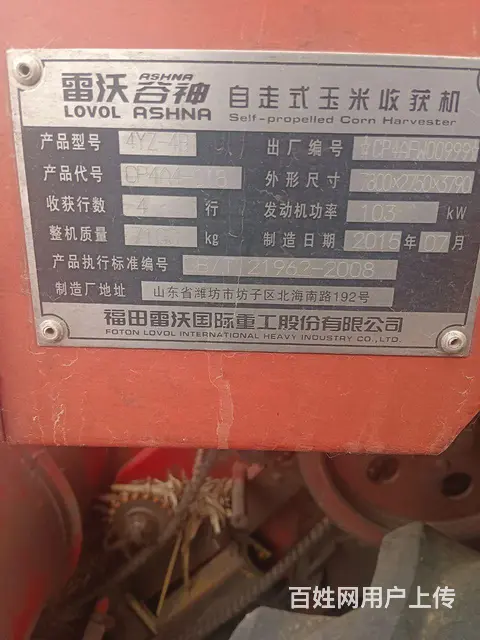 雷沃 ASHNA 谷神 自走式玉米收获机
LOVOL ASHNA Self-propelled Corn Harvester
产品型号 4YZ-4B 出厂编号
产品代号 外形尺寸 7800×2750×3790
收获行数 4 行 发动机功率 103 kW
整机质量 kg 制造日期 2015 年 07 月
产品执行标准编号 21962-2008
制造厂地址 山东省潍坊市坊子区北海南路192号
福田雷沃国际重工股份有限公司
FOTON LOVOL INTERNATIONAL HEAVY INDUSTRY CO.,LTD.
百姓网用户上传